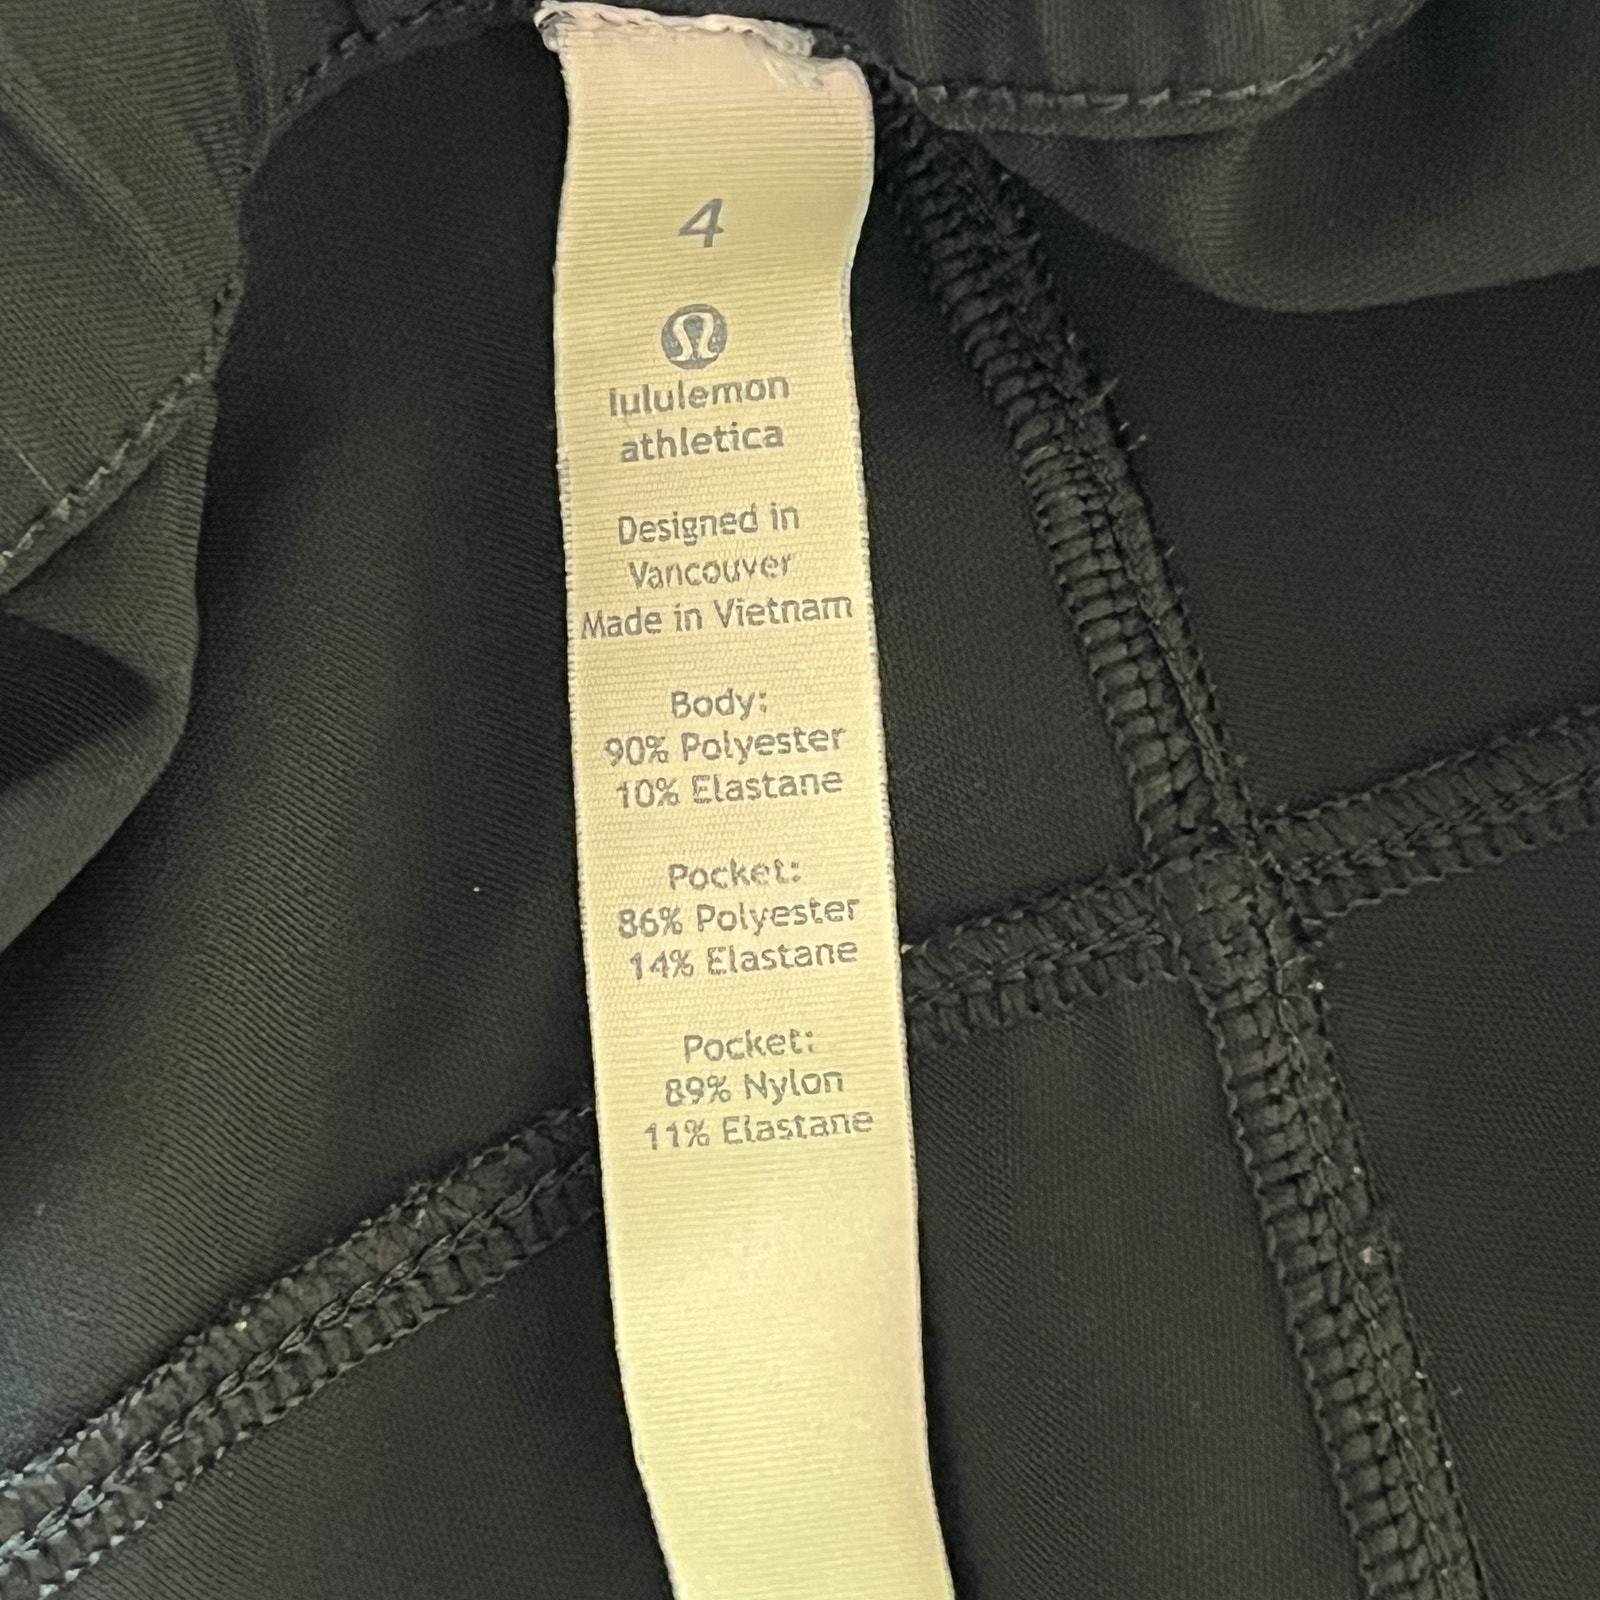 4
lululemon
athletica
Designed in
Vancouver
Made in Vietnam
Body:
90% Polyester
10% Elastane
Pocket:
86% Polyester
14% Elastane
Pocket:
89% Nylon
11% Elastane